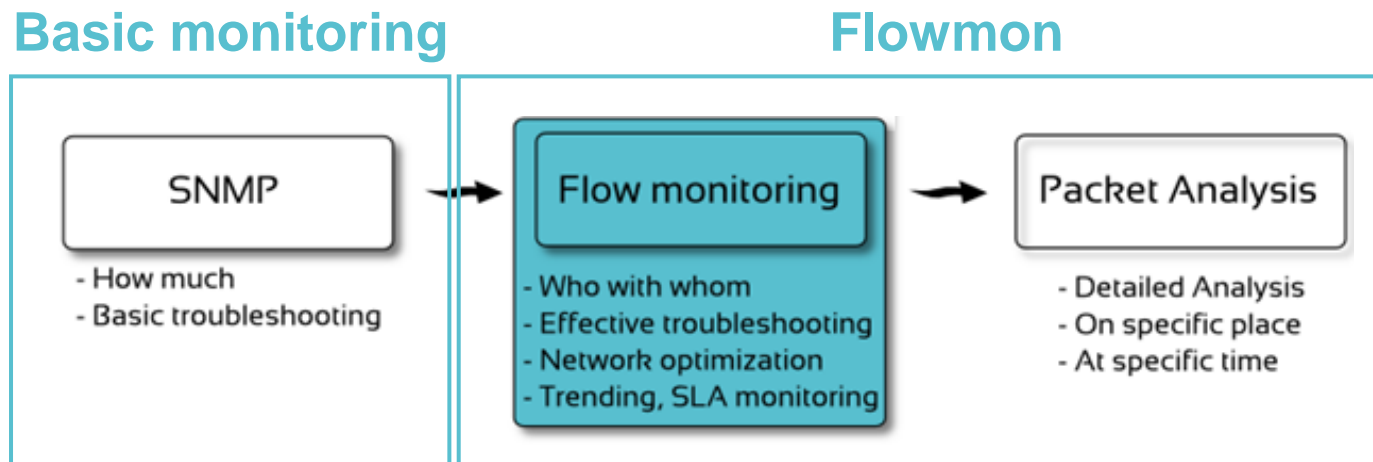 Basic monitoring
Flowmon
SNMP
- How much
- Basic troubleshooting
Flow monitoring
- Who with whom
- Effective troubleshooting
- Network optimization
- Trending, SLA monitoring
Packet Analysis
- Detailed Analysis
- On specific place
- At specific time